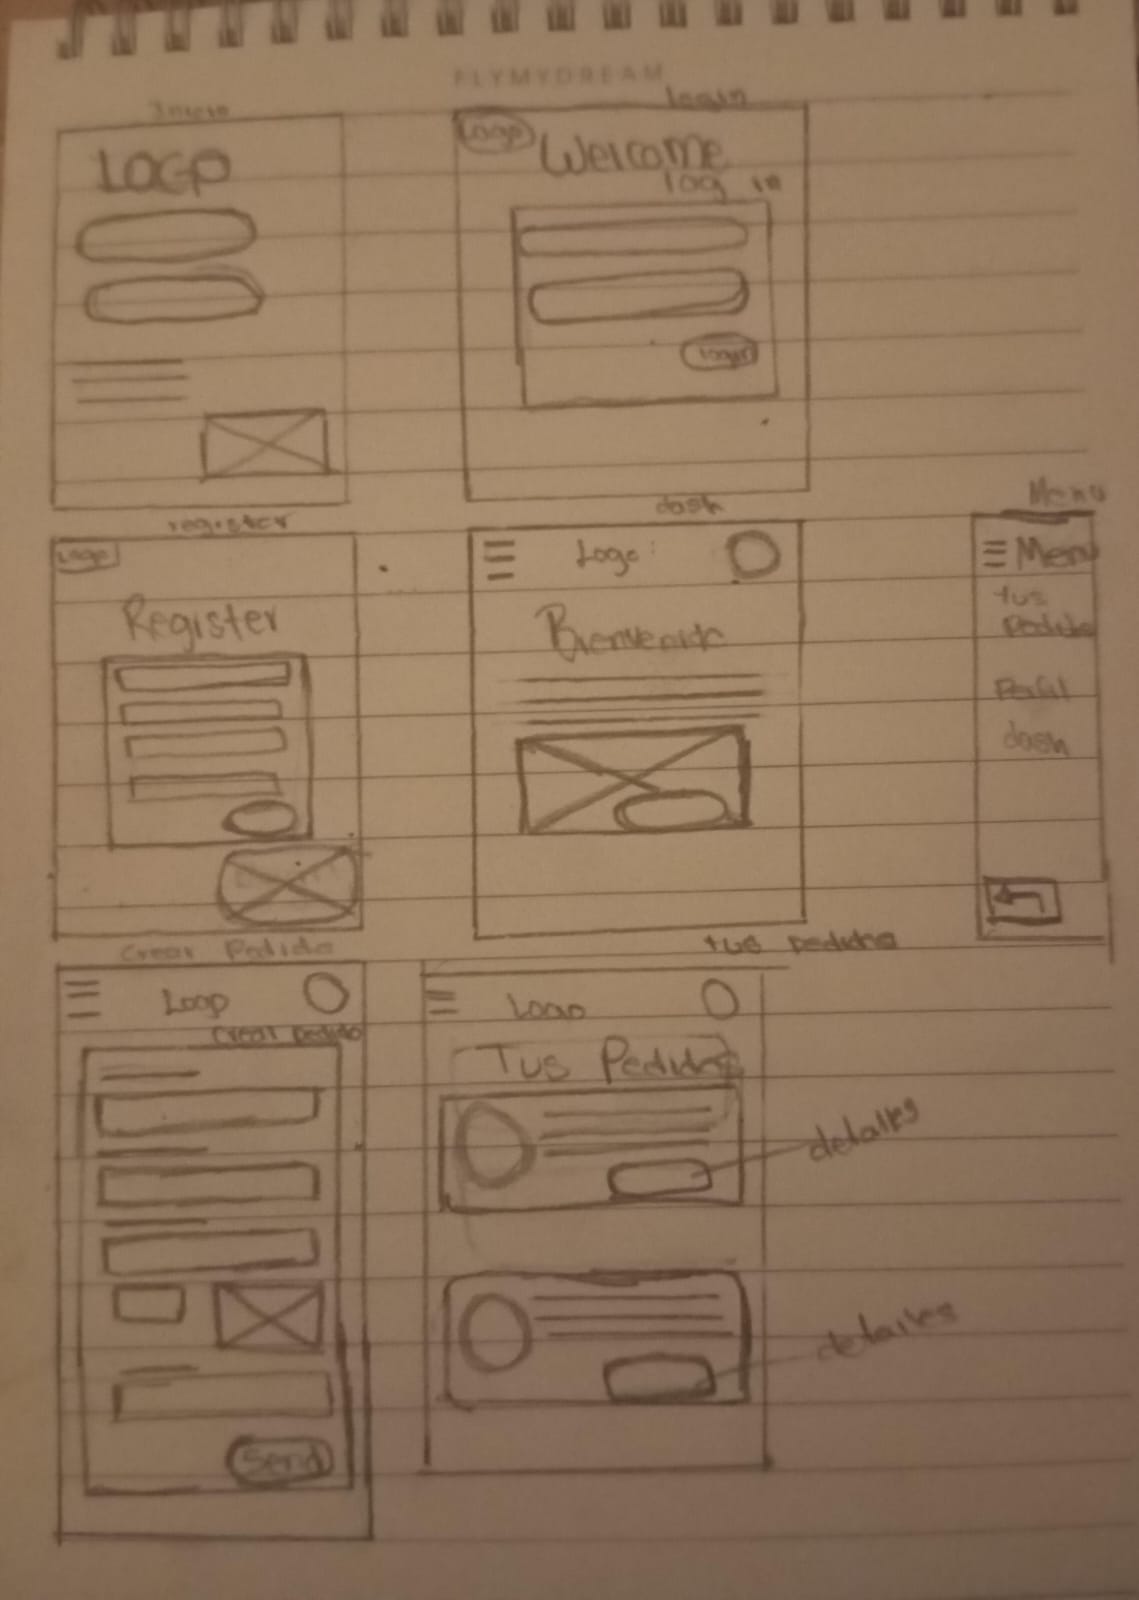 FLYMYDREAM
Inicio
LOGO
login
Logo
Welcome
log in
login
register
Logo
Register
dash
Logo
Bienvenido
Menu
Menu
tus
Pedidos
Perfil
dash
Crear Pedido
Logo
Crear pedido
Send
tus pedidos
Logo
Tus Pedidos
detalles
detalles